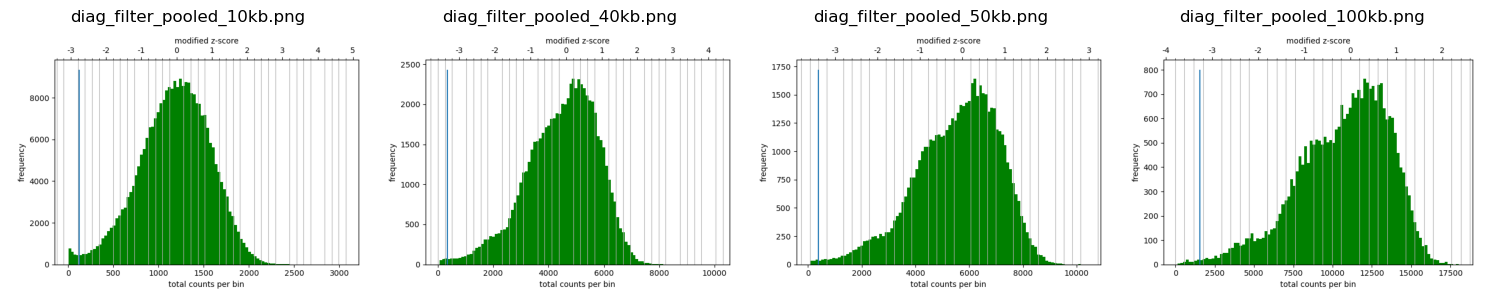 diag_filter_pooled_10kb.png
modified z-score
-3 -2 -1 0 1 2 3 4 5
frequency
8000
6000
4000
2000
0
0 500 1000 1500 2000 2500 3000
total counts per bin
diag_filter_pooled_40kb.png
modified z-score
-3 -2 -1 0 1 2 3 4
frequency
2500
2000
1500
1000
500
0
0 2000 4000 6000 8000 10000
total counts per bin
diag_filter_pooled_50kb.png
modified z-score
-3 -2 -1 0 1 2 3
frequency
1750
1500
1250
1000
750
500
250
0
0 2000 4000 6000 8000 10000
total counts per bin
diag_filter_pooled_100kb.png
modified z-score
-4 -3 -2 -1 0 1 2
frequency
800
700
600
500
400
300
200
100
0
0 2500 5000 7500 10000 12500 15000 17500
total counts per bin